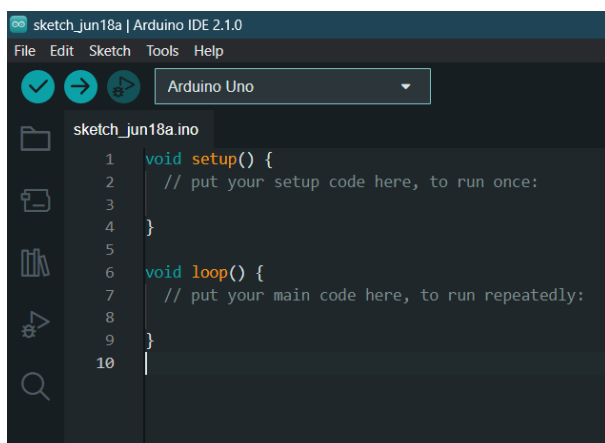 sketch_jun18a | Arduino IDE 2.1.0
File Edit Sketch Tools Help
Arduino Uno
sketch_jun18a.ino
1 void setup() {
2 // put your setup code here, to run once:
3
4 }
5
6 void loop() {
7 // put your main code here, to run repeatedly:
8
9 }
10